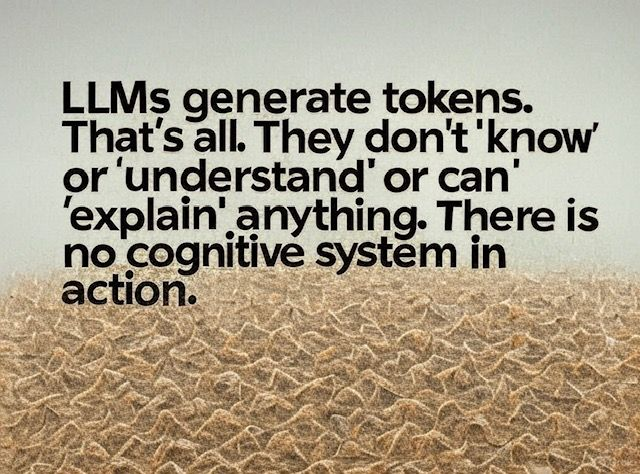 LLMs generate tokens.
That's all. They don't 'know'
or 'understand' or can'
'explain' anything. There is
no cognitive system in
action.